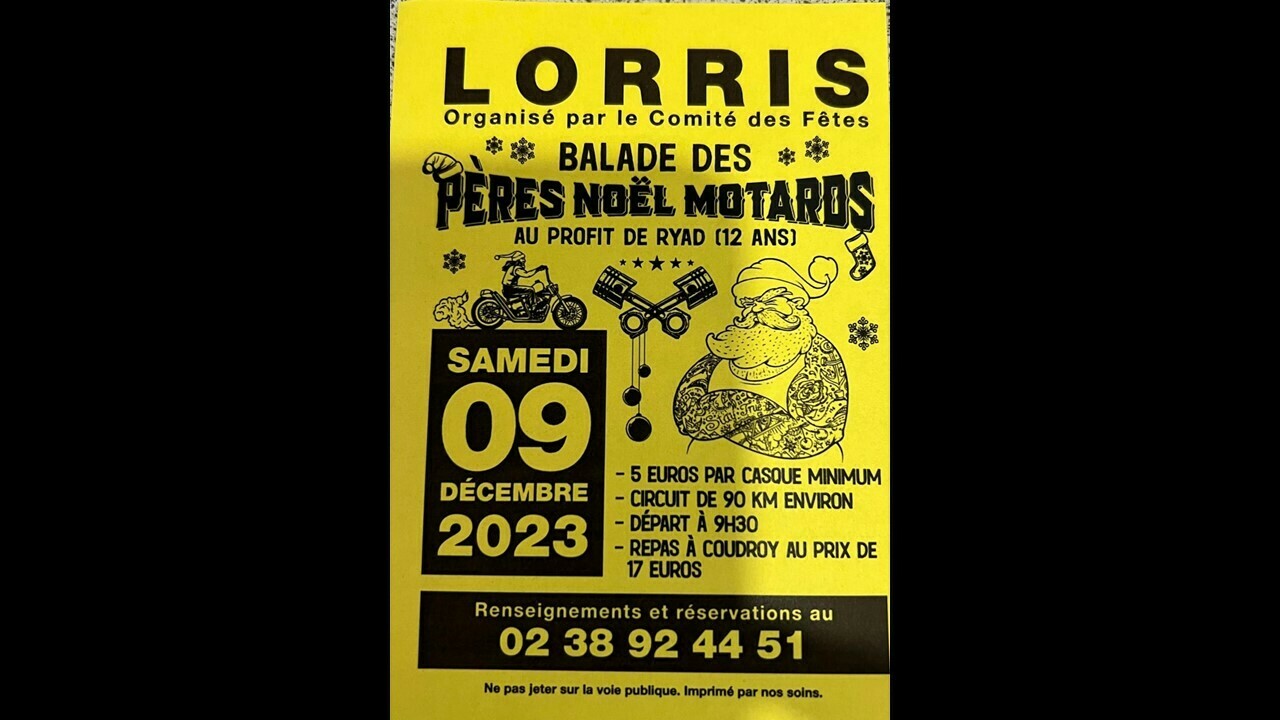 LORRIS
Organisé par le Comité des Fêtes
BALADE DES
PÈRES NOËL MOTARDS
AU PROFIT DE RYAD (12 ANS)
SAMEDI
09
DÉCEMBRE
2023
Stay True
- 5 EUROS PAR CASQUE MINIMUM
- CIRCUIT DE 90 KM ENVIRON
- DÉPART À 9H30
- REPAS À COUDROY AU PRIX DE
17 EUROS
Renseignements et réservations au
02 38 92 44 51
Ne pas jeter sur la voie publique. Imprimé par nos soins.